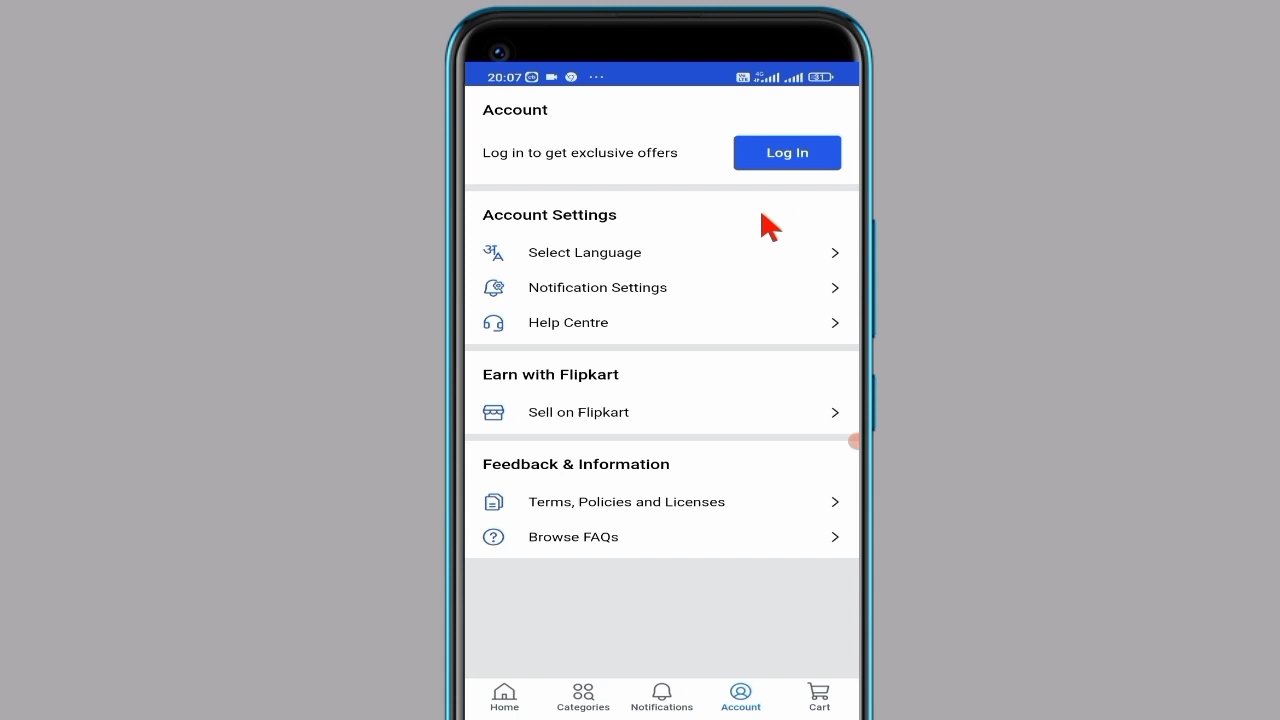 20:07
4G 31
Account
Log in to get exclusive offers
Log In
Account Settings
Select Language
Notification Settings
Help Centre
Earn with Flipkart
Sell on Flipkart
Feedback & Information
Terms, Policies and Licenses
Browse FAQs
Home Categories Notifications Account Cart